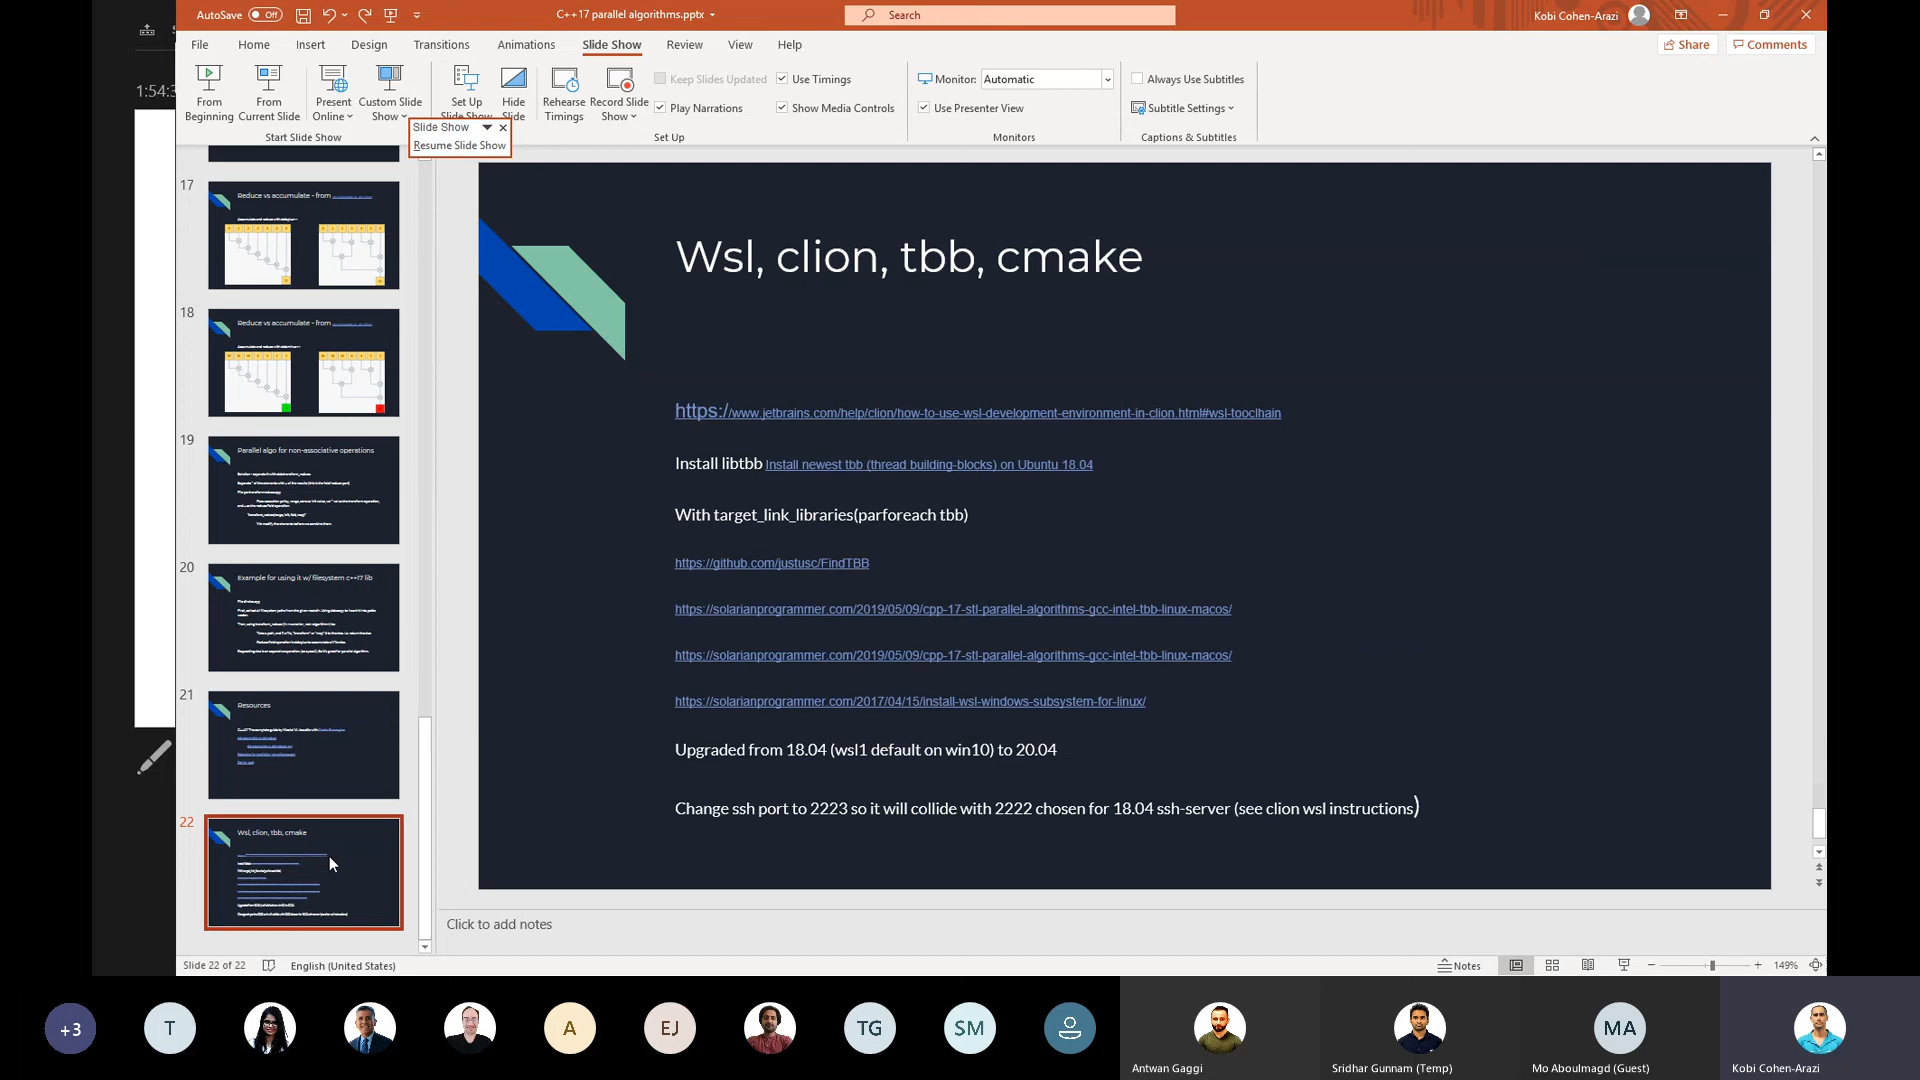 AutoSave Off
C++17 parallel algorithms.pptx
Search
Kobi Cohen-Arazi
File Home Insert Design Transitions Animations Slide Show Review View Help
Share Comments
From Beginning
From Current Slide
Present Online
Custom Slide Show
Start Slide Show
Set Up Slide Show
Hide Slide
Rehearse Timings
Record Slide Show
Keep Slides Updated
Use Timings
Play Narrations
Show Media Controls
Set Up
Monitor: Automatic
Use Presenter View
Monitors
Always Use Subtitles
Subtitle Settings
Captions & Subtitles
Slide Show
Resume Slide Show
1:54:3
17
Reduce vs accumulate - from
18
Reduce vs accumulate - from
19
Parallel algo for non-associative operations
20
Example for using it w/ filesystem c++17 lib
21
Resources
22
Wsl, clion, tbb, cmake
Wsl, clion, tbb, cmake
https://www.jetbrains.com/help/clion/how-to-use-wsl-development-environment-in-clion.html#wsl-tooclhain
Install libtbb Install newest tbb (thread building-blocks) on Ubuntu 18.04
With target_link_libraries(parforeach tbb)
https://github.com/justusc/FindTBB
https://solarianprogrammer.com/2019/05/09/cpp-17-stl-parallel-algorithms-gcc-intel-tbb-linux-macos/
https://solarianprogrammer.com/2019/05/09/cpp-17-stl-parallel-algorithms-gcc-intel-tbb-linux-macos/
https://solarianprogrammer.com/2017/04/15/install-wsl-windows-subsystem-for-linux/
Upgraded from 18.04 (wsl1 default on win10) to 20.04
Change ssh port to 2223 so it will collide with 2222 chosen for 18.04 ssh-server (see clion wsl instructions)
Click to add notes
Slide 22 of 22
English (United States)
Notes
149%
+3
T
A
EJ
TG
SM
MA
Antwan Gaggi
Sridhar Gunnam (Temp)
Mo Aboulmagd (Guest)
Kobi Cohen-Arazi